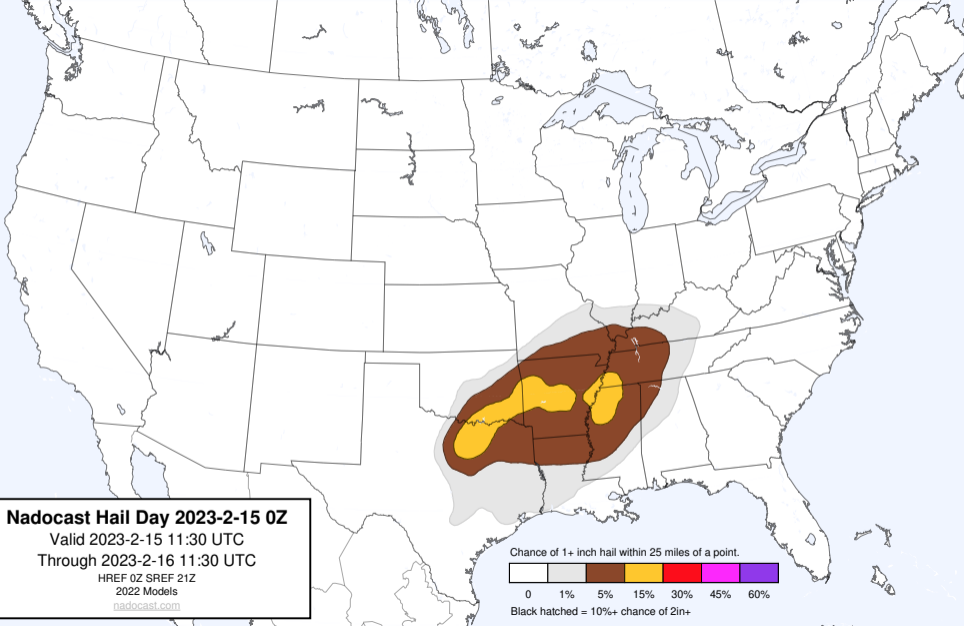 Nadocast Hail Day 2023-2-15 0Z
Valid 2023-2-15 11:30 UTC
Through 2023-2-16 11:30 UTC
HREF 0Z SREF 21Z
2022 Models
nadocast.com
Chance of 1+ inch hail within 25 miles of a point.
0 1% 5% 15% 30% 45% 60%
Black hatched = 10%+ chance of 2in+